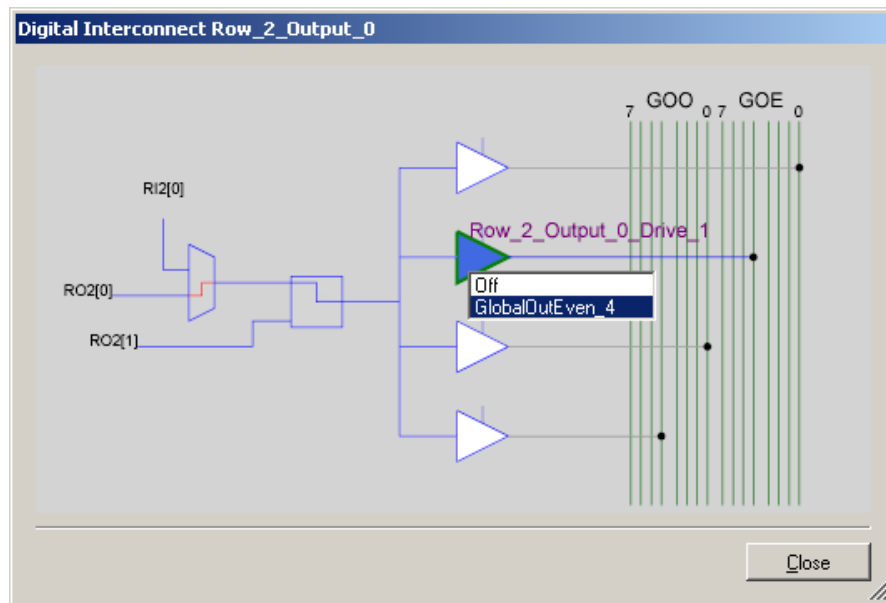 Digital Interconnect Row_2_Output_0
7 GOO 0 7 GOE 0
RI2[0]
Row_2_Output_0_Drive_1
Off
GlobalOutEven_4
RO2[0]
RO2[1]
Close